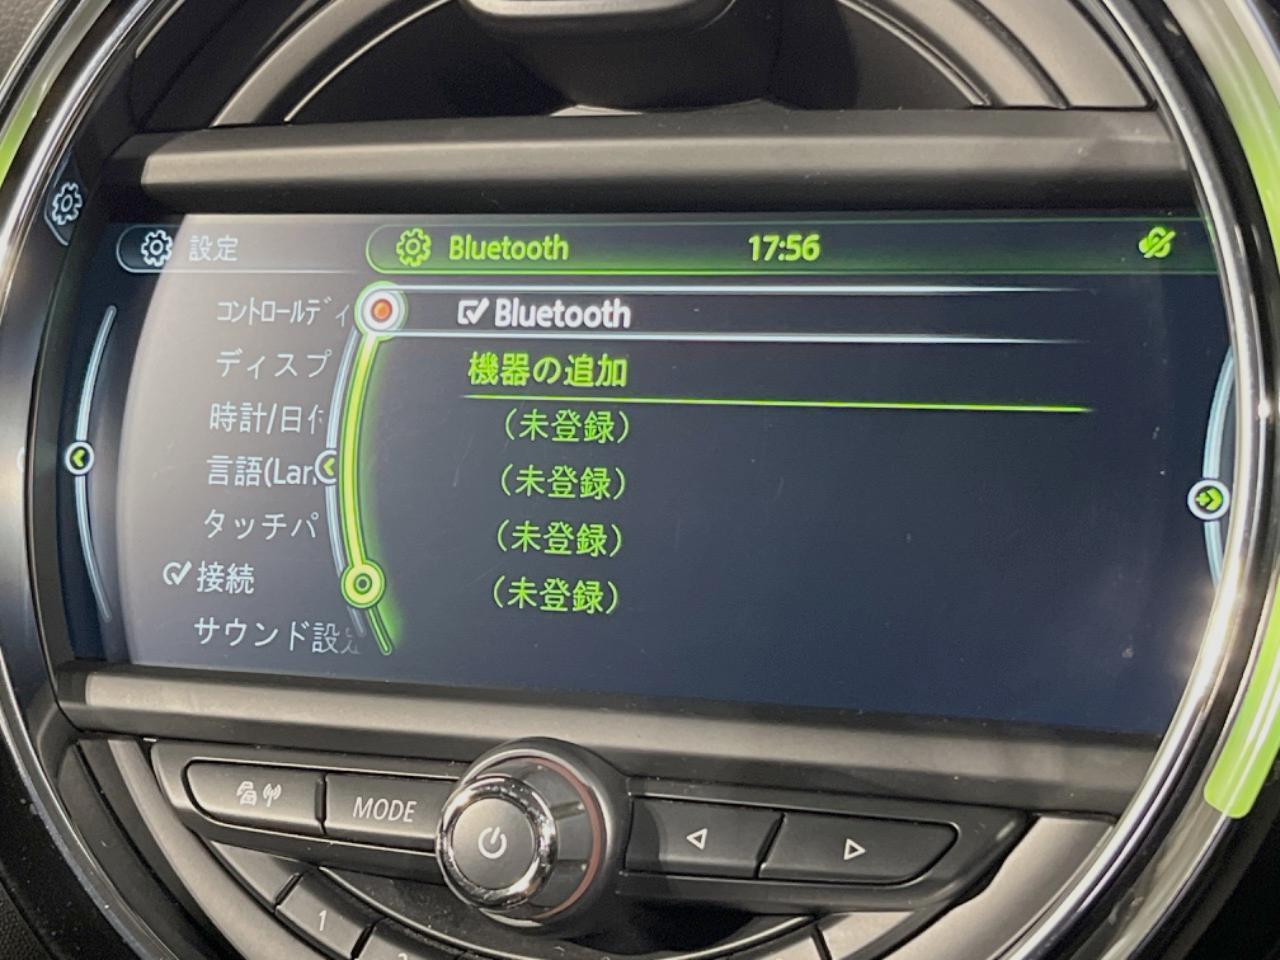 設定
Bluetooth
17:56
コントロールディ
Bluetooth
ディスプ
機器の追加
時計/日付
(未登録)
言語(Lan
(未登録)
タッチパ
(未登録)
接続
(未登録)
サウンド設定
MODE
1